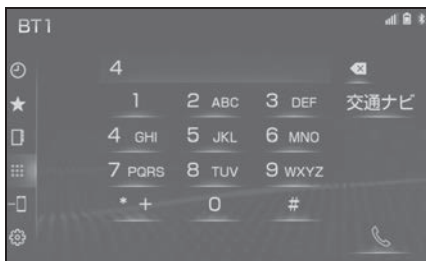 BT1
4
1 2 ABC 3 DEF 交通ナビ
4 GHI 5 JKL 6 MNO
7 PQRS 8 TUV 9 WXYZ
* + 0 #